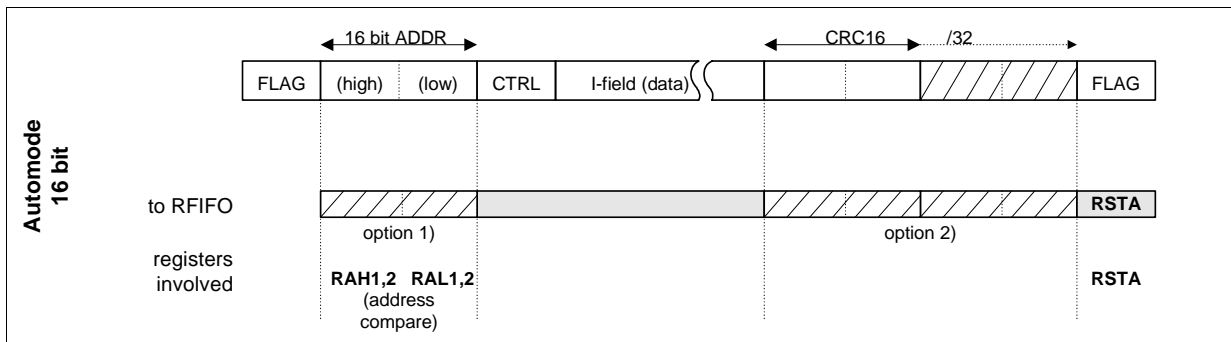 16 bit ADDR CRC16 /32
FLAG (high) (low) CTRL I-field (data) FLAG
Automode
16 bit
to RFIFO RSTA
option 1) option 2)
registers
involved
RAH1,2 RAL1,2 RSTA
(address
compare)